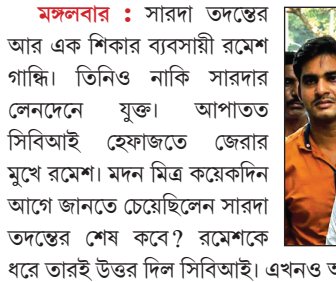 মঙ্গলবার : সারদা তদন্তের
আর এক শিকার ব্যবসায়ী রমেশ
গান্ধি। তিনিও নাকি সারদার
লেনদেনে যুক্ত। আপাতত
সিবিআই হেফাজতে জেরার
মুখে রমেশ। মদন মিত্র কয়েকদিন
আগে জানতে চেয়েছিলেন সারদা
তদন্তের শেষ কবে? রমেশকে
ধরে তারই উত্তর দিল সিবিআই। এখনও